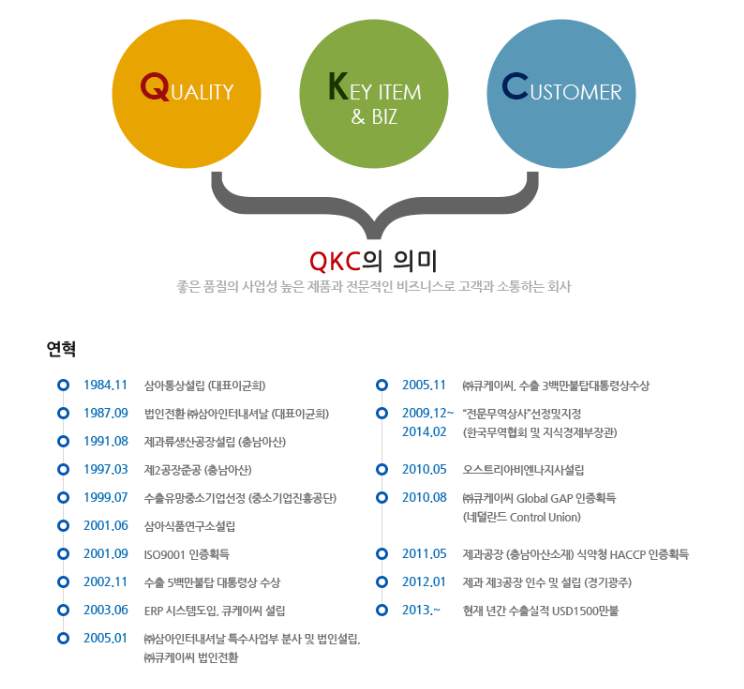 QUALITY
KEY ITEM
& BIZ
CUSTOMER
QKC의 의미
좋은 품질의 사업성 높은 제품과 전문적인 비즈니스로 고객과 소통하는 회사
연혁
1984.11 삼아통상설립 (대표이균희)
1987.09 법인전환 ㈜삼아인터내셔날 (대표이균희)
1991.08 제과류생산공장설립 (충남아산)
1997.03 제2공장준공 (충남아산)
1999.07 수출유망중소기업선정 (중소기업진흥공단)
2001.06 삼아식품연구소설립
2001.09 ISO9001 인증획득
2002.11 수출 5백만불탑 대통령상 수상
2003.06 ERP 시스템도입, 큐케이씨 설립
2005.01 ㈜삼아인터내셔날 특수사업부 분사 및 법인설립,
㈜큐케이씨 법인전환
2005.11 ㈜큐케이씨, 수출 3백만불탑대통령상수상
2009.12~ "전문무역상사"선정및지정
2014.02 (한국무역협회 및 지식경제부장관)
2010.05 오스트리아비엔나지사설립
2010.08 ㈜큐케이씨 Global GAP 인증획득
(네덜란드 Control Union)
2011.05 제과공장 (충남아산소재) 식약청 HACCP 인증획득
2012.01 제과 제3공장 인수 및 설립 (경기광주)
2013.~ 현재 년간 수출실적 USD1500만불